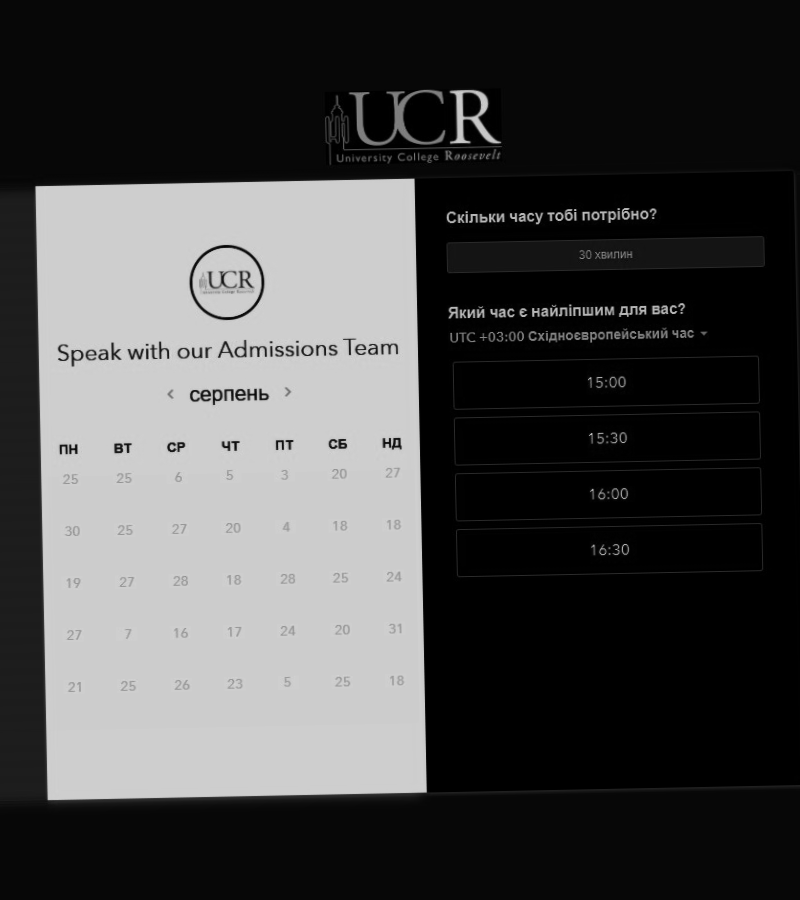 UCR
University College Roosevelt
UCR
University College Roosevelt
Speak with our Admissions Team
серпень
ПН ВТ СР ЧТ ПТ СБ НД
25 25 6 5 3 20 27
30 25 27 20 4 18 18
19 27 28 18 28 25 24
27 7 16 17 24 20 31
21 25 26 23 5 25 18
Скільки часу тобі потрібно?
30 хвилин
Який час є найліпшим для вас?
UTC +03:00 Східноєвропейський час
15:00
15:30
16:00
16:30